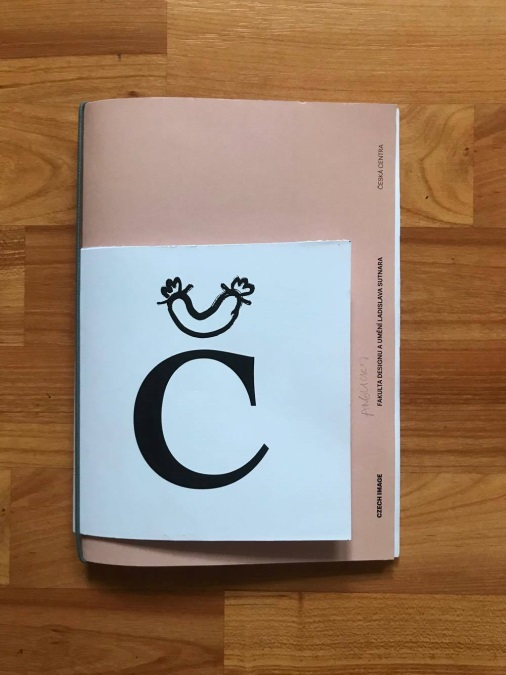 Č
CZECH IMAGE
FAKULTA DESIGNU A UMĚNÍ LADISLAVA SUTNARA
ČESKÁ CENTRA